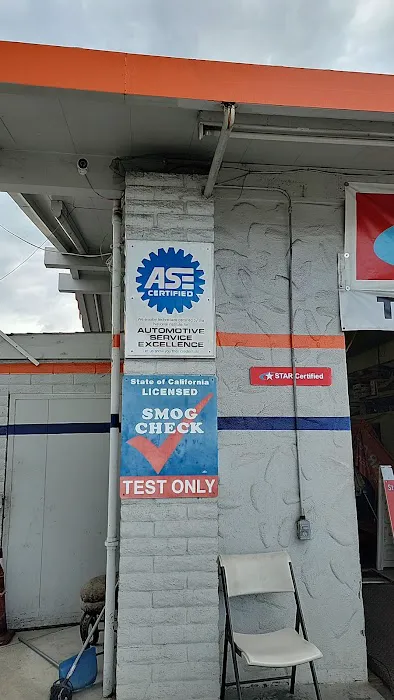 ASE
CERTIFIED
AUTOMOTIVE
SERVICE
EXCELLENCE
STAR Certified
State of California
LICENSED
SMOG
CHECK
TEST ONLY
T